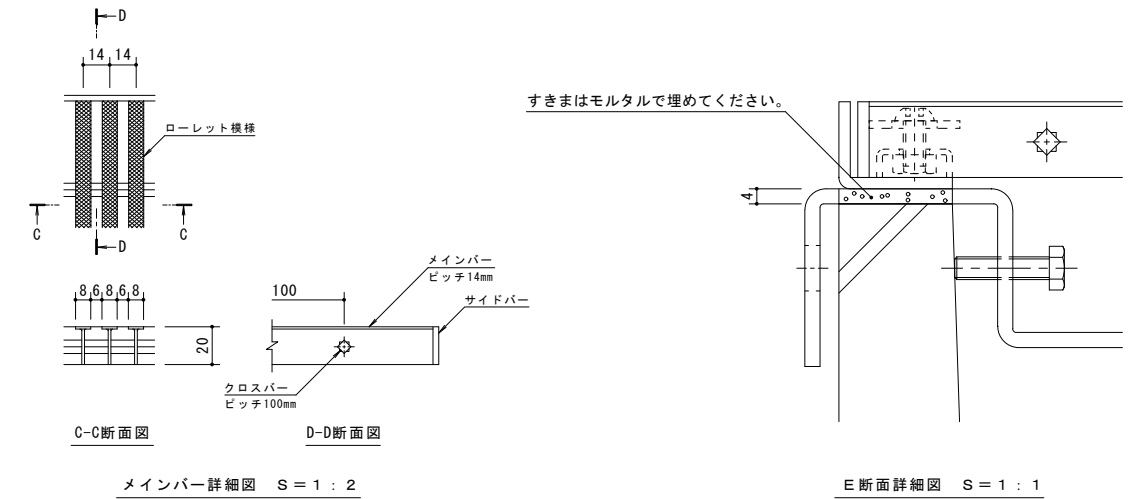 D
14 14
ローレット模様
C C
D
8 6 8 6 8
20
C-C断面図
100
メインバー
ピッチ14mm
サイドバー
クロスバー
ピッチ100mm
D-D断面図
メインバー詳細図 S=1:2
すきまはモルタルで埋めてください。
4
E断面詳細図 S=1:1